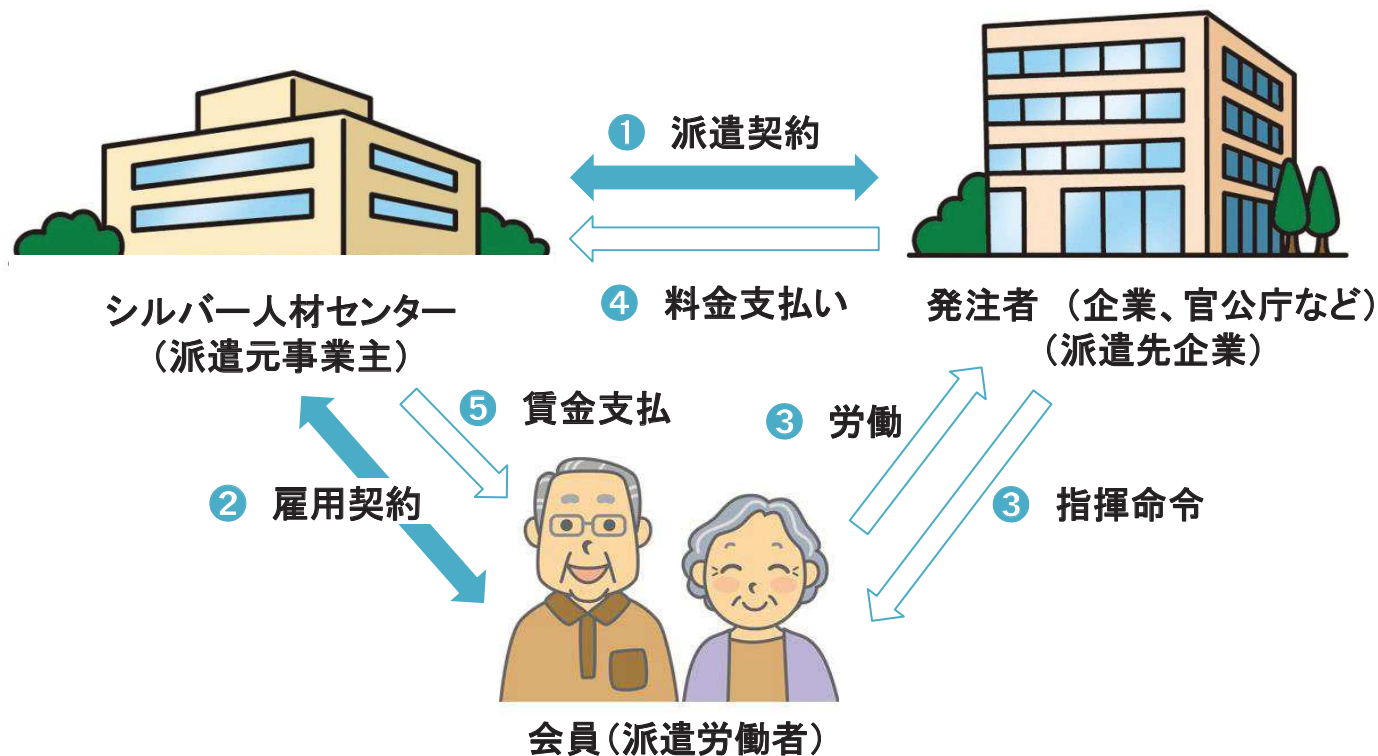 ❶ 派遣契約
❹ 料金支払い
シルバー人材センター
（派遣元事業主）
発注者 （企業、官公庁など）
（派遣先企業）
❺ 賃金支払
❸ 労働
❷ 雇用契約
❸ 指揮命令
会員（派遣労働者）